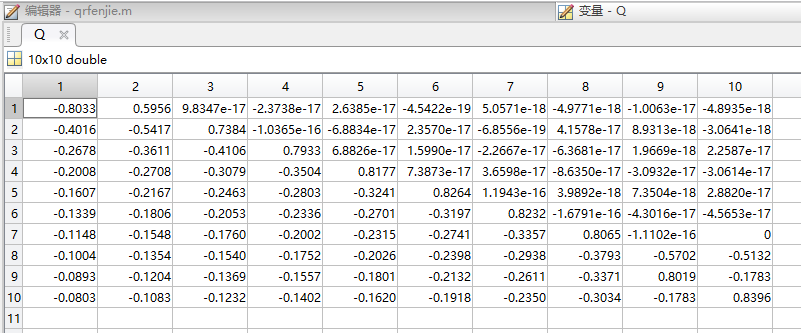 编辑器 - qrfenjie.m 变量 - Q
Q
10x10 double
1 2 3 4 5 6 7 8 9 10
1 -0.8033 0.5956 9.8347e-17 -2.3738e-17 2.6385e-17 -4.5422e-19 5.0571e-18 -4.9771e-18 -1.0063e-17 -4.8935e-18
2 -0.4016 -0.5417 0.7384 -1.0365e-16 -6.8834e-17 2.3570e-17 -6.8556e-19 4.1578e-17 8.9313e-18 -3.0641e-18
3 -0.2678 -0.3611 -0.4106 0.7933 6.8826e-17 1.5990e-17 -2.2667e-17 -6.3681e-17 1.9669e-18 2.2587e-17
4 -0.2008 -0.2708 -0.3079 -0.3504 0.8177 7.3873e-17 3.6598e-17 -8.6350e-17 -3.0932e-17 -3.0614e-17
5 -0.1607 -0.2167 -0.2463 -0.2803 -0.3241 0.8264 1.1943e-16 3.9892e-18 7.3504e-18 2.8820e-17
6 -0.1339 -0.1806 -0.2053 -0.2336 -0.2701 -0.3197 0.8232 -1.6791e-16 -4.3016e-17 -4.5653e-17
7 -0.1148 -0.1548 -0.1760 -0.2002 -0.2315 -0.2741 -0.3357 0.8065 -1.1102e-16 0
8 -0.1004 -0.1354 -0.1540 -0.1752 -0.2026 -0.2398 -0.2938 -0.3793 -0.5702 -0.5132
9 -0.0893 -0.1204 -0.1369 -0.1557 -0.1801 -0.2132 -0.2611 -0.3371 0.8019 -0.1783
10 -0.0803 -0.1083 -0.1232 -0.1402 -0.1620 -0.1918 -0.2350 -0.3034 -0.1783 0.8396
11